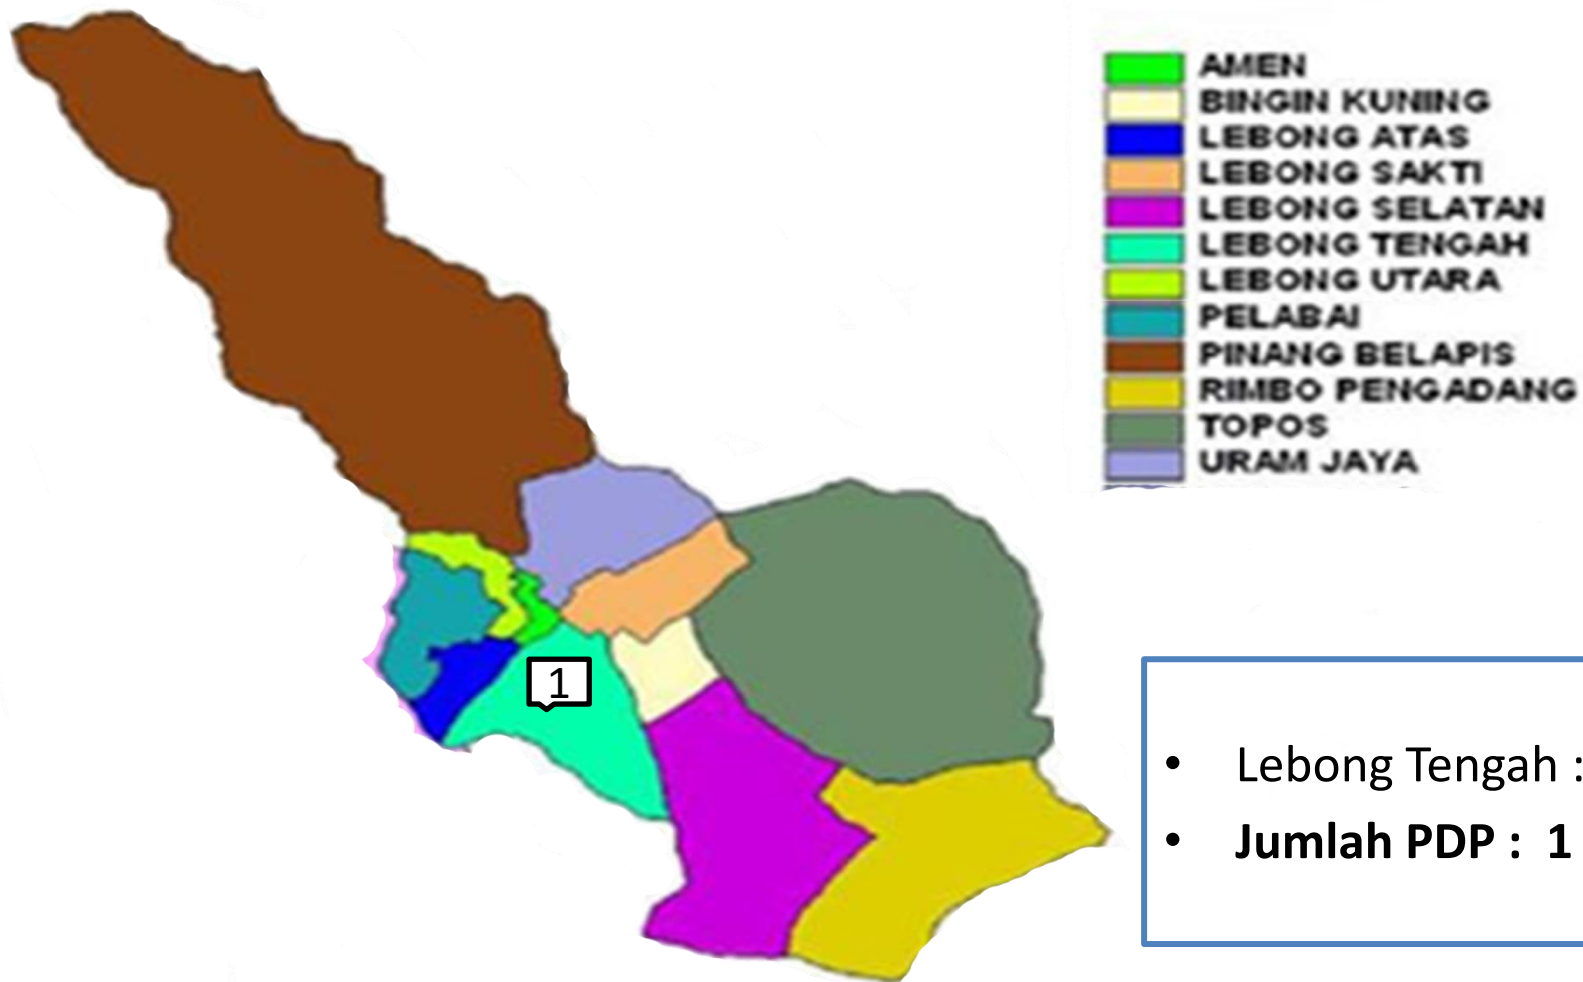 AMEN
BINGIN KUNING
LEBONG ATAS
LEBONG SAKTI
LEBONG SELATAN
LEBONG TENGAH
LEBONG UTARA
PELABAI
PINANG BELAPIS
RIMBO PENGADANG
TOPOS
URAM JAYA
1
• Lebong Tengah :
• Jumlah PDP : 1